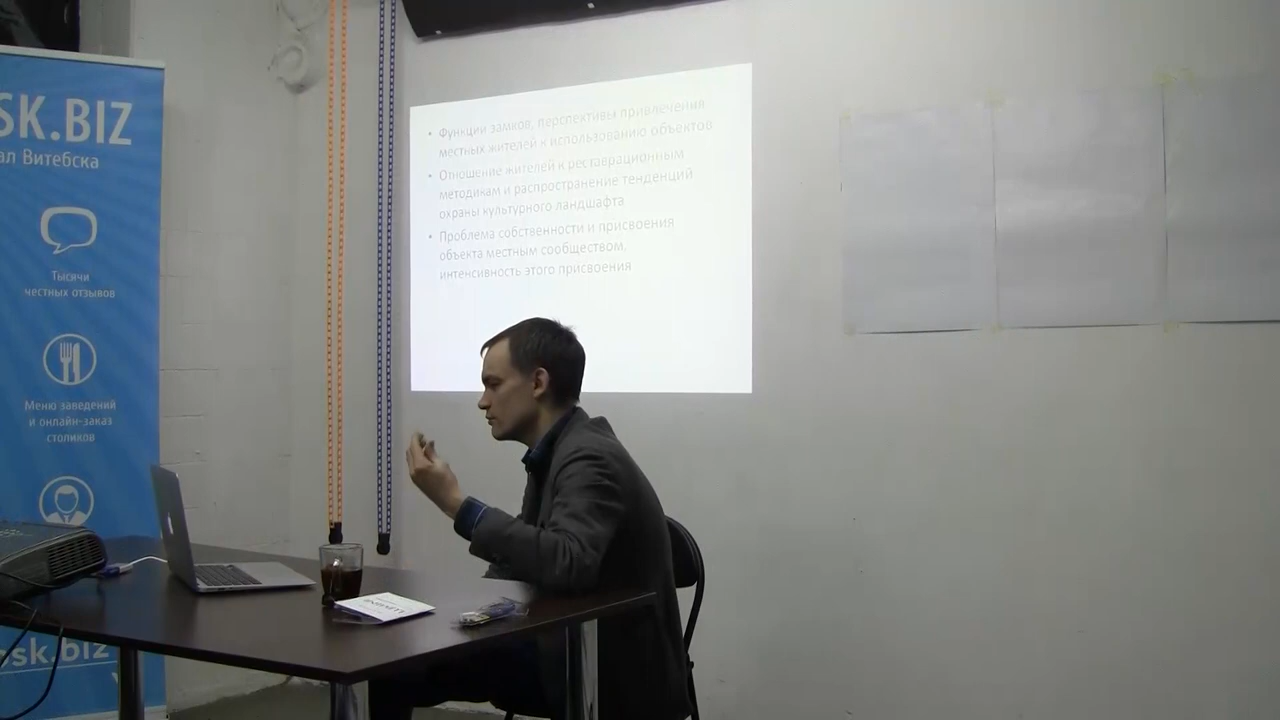 SK.BIZ
ал Витебска
Тысячи
честных отзывов
Меню заведений
и онлайн-заказ
столиков
sk.biz
• Функции замков, перспективы привлечения
местных жителей к использованию объектов
• Отношение жителей к реставрационным
методикам и распространение тенденций
охраны культурного ландшафта
• Проблема собственности и присвоения
объекта местным сообществом,
интенсивность этого присвоения